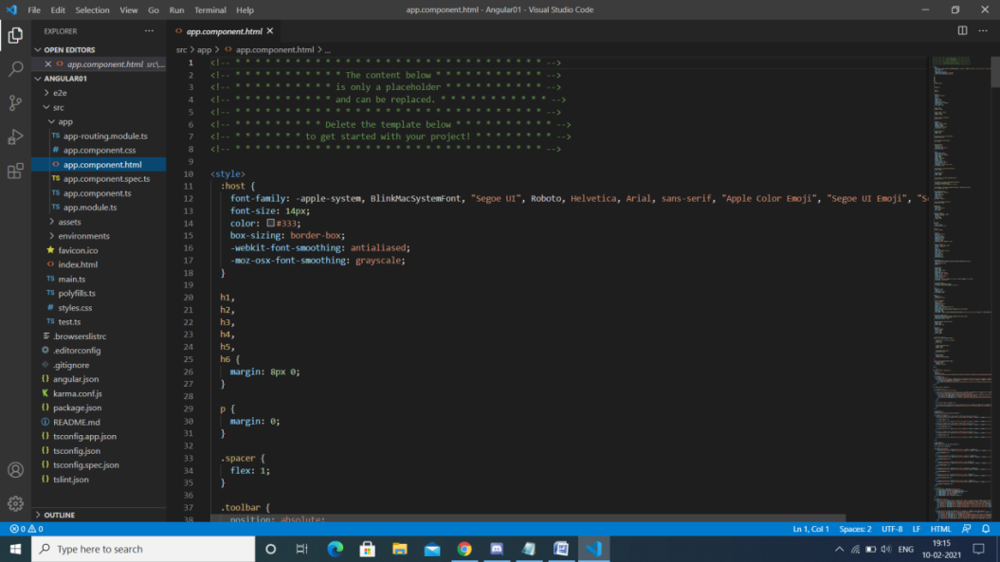 File Edit Selection View Go Run Terminal Help
app.component.html - Angular01 - Visual Studio Code
EXPLORER
OPEN EDITORS
app.component.html src\...
ANGULAR01
e2e
src
app
TS app-routing.module.ts
# app.component.css
<> app.component.html
TS app.component.spec.ts
TS app.component.ts
TS app.module.ts
assets
environments
favicon.ico
<> index.html
TS main.ts
TS polyfills.ts
# styles.css
TS test.ts
.browserslistrc
.editorconfig
.gitignore
{} angular.json
karma.conf.js
{} package.json
README.md
{} tsconfig.app.json
{} tsconfig.json
{} tsconfig.spec.json
{} tslint.json
OUTLINE
<> app.component.html
src > app > <> app.component.html > ...
1 <!-- * * * * * * * * * * * * * * * * * * * * * * * * * * * * * * * -->
2 <!-- * * * * * * * * * * * The content below * * * * * * * * * * * -->
3 <!-- * * * * * * * * * * is only a placeholder * * * * * * * * * * -->
4 <!-- * * * * * * * * * * and can be replaced. * * * * * * * * * * * -->
5 <!-- * * * * * * * * * * * * * * * * * * * * * * * * * * * * * * * -->
6 <!-- * * * * * * * * * Delete the template below * * * * * * * * * * -->
7 <!-- * * * * * * * to get started with your project! * * * * * * * * -->
8 <!-- * * * * * * * * * * * * * * * * * * * * * * * * * * * * * * * -->
9
10 <style>
11 :host {
12 font-family: -apple-system, BlinkMacSystemFont, "Segoe UI", Roboto, Helvetica, Arial, sans-serif, "Apple Color Emoji", "Segoe UI Emoji",
13 font-size: 14px;
14 color: #333;
15 box-sizing: border-box;
16 -webkit-font-smoothing: antialiased;
17 -moz-osx-font-smoothing: grayscale;
18 }
19
20 h1,
21 h2,
22 h3,
23 h4,
24 h5,
25 h6 {
26 margin: 8px 0;
27 }
28
29 p {
30 margin: 0;
31 }
32
33 .spacer {
34 flex: 1;
35 }
36
37 .toolbar {
38 position: absolute;
0 0
Ln 1, Col 1 Spaces: 2 UTF-8 LF HTML
Type here to search
ENG
19:15
10-02-2021